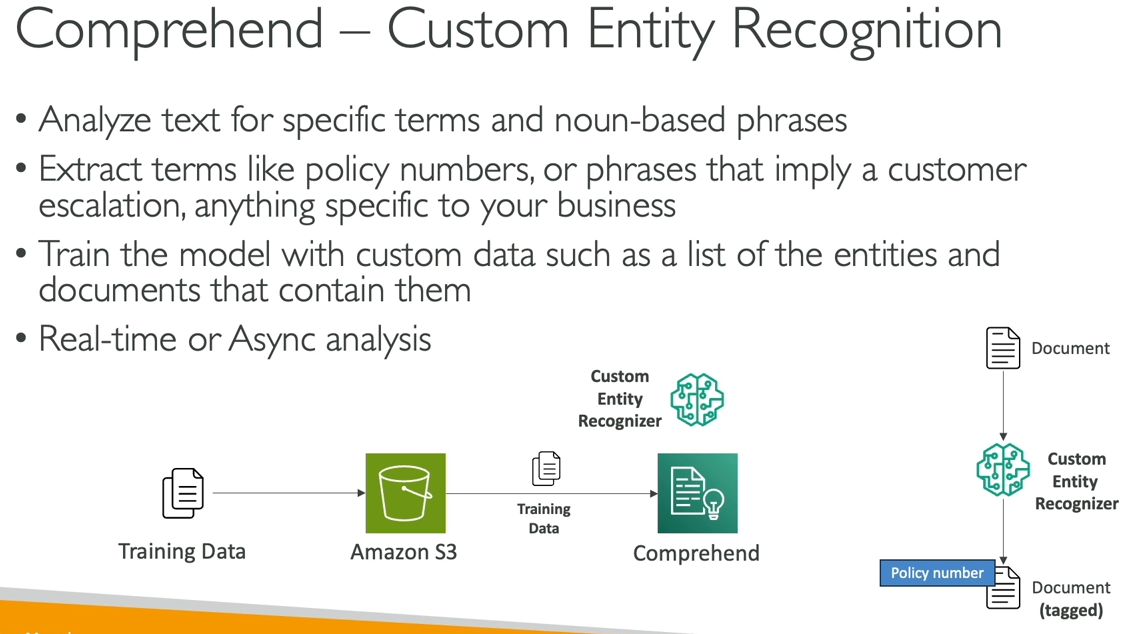 Comprehend – Custom Entity Recognition
• Analyze text for specific terms and noun-based phrases
• Extract terms like policy numbers, or phrases that imply a customer
escalation, anything specific to your business
• Train the model with custom data such as a list of the entities and
documents that contain them
• Real-time or Async analysis
Training Data
Amazon S3
Training
Data
Custom
Entity
Recognizer
Comprehend
Document
Custom
Entity
Recognizer
Policy number
Document
(tagged)